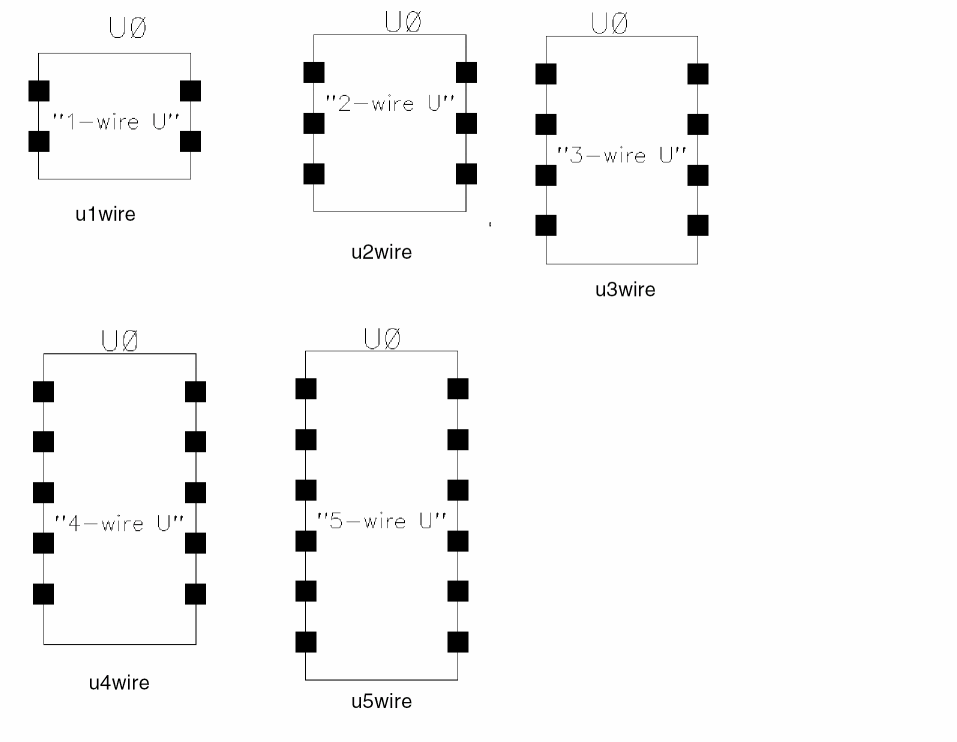 UØ
"1-wire U"
u1wire
UØ
"2-wire U"
u2wire
UØ
"3-wire U"
u3wire
UØ
"4-wire U"
u4wire
UØ
"5-wire U"
u5wire